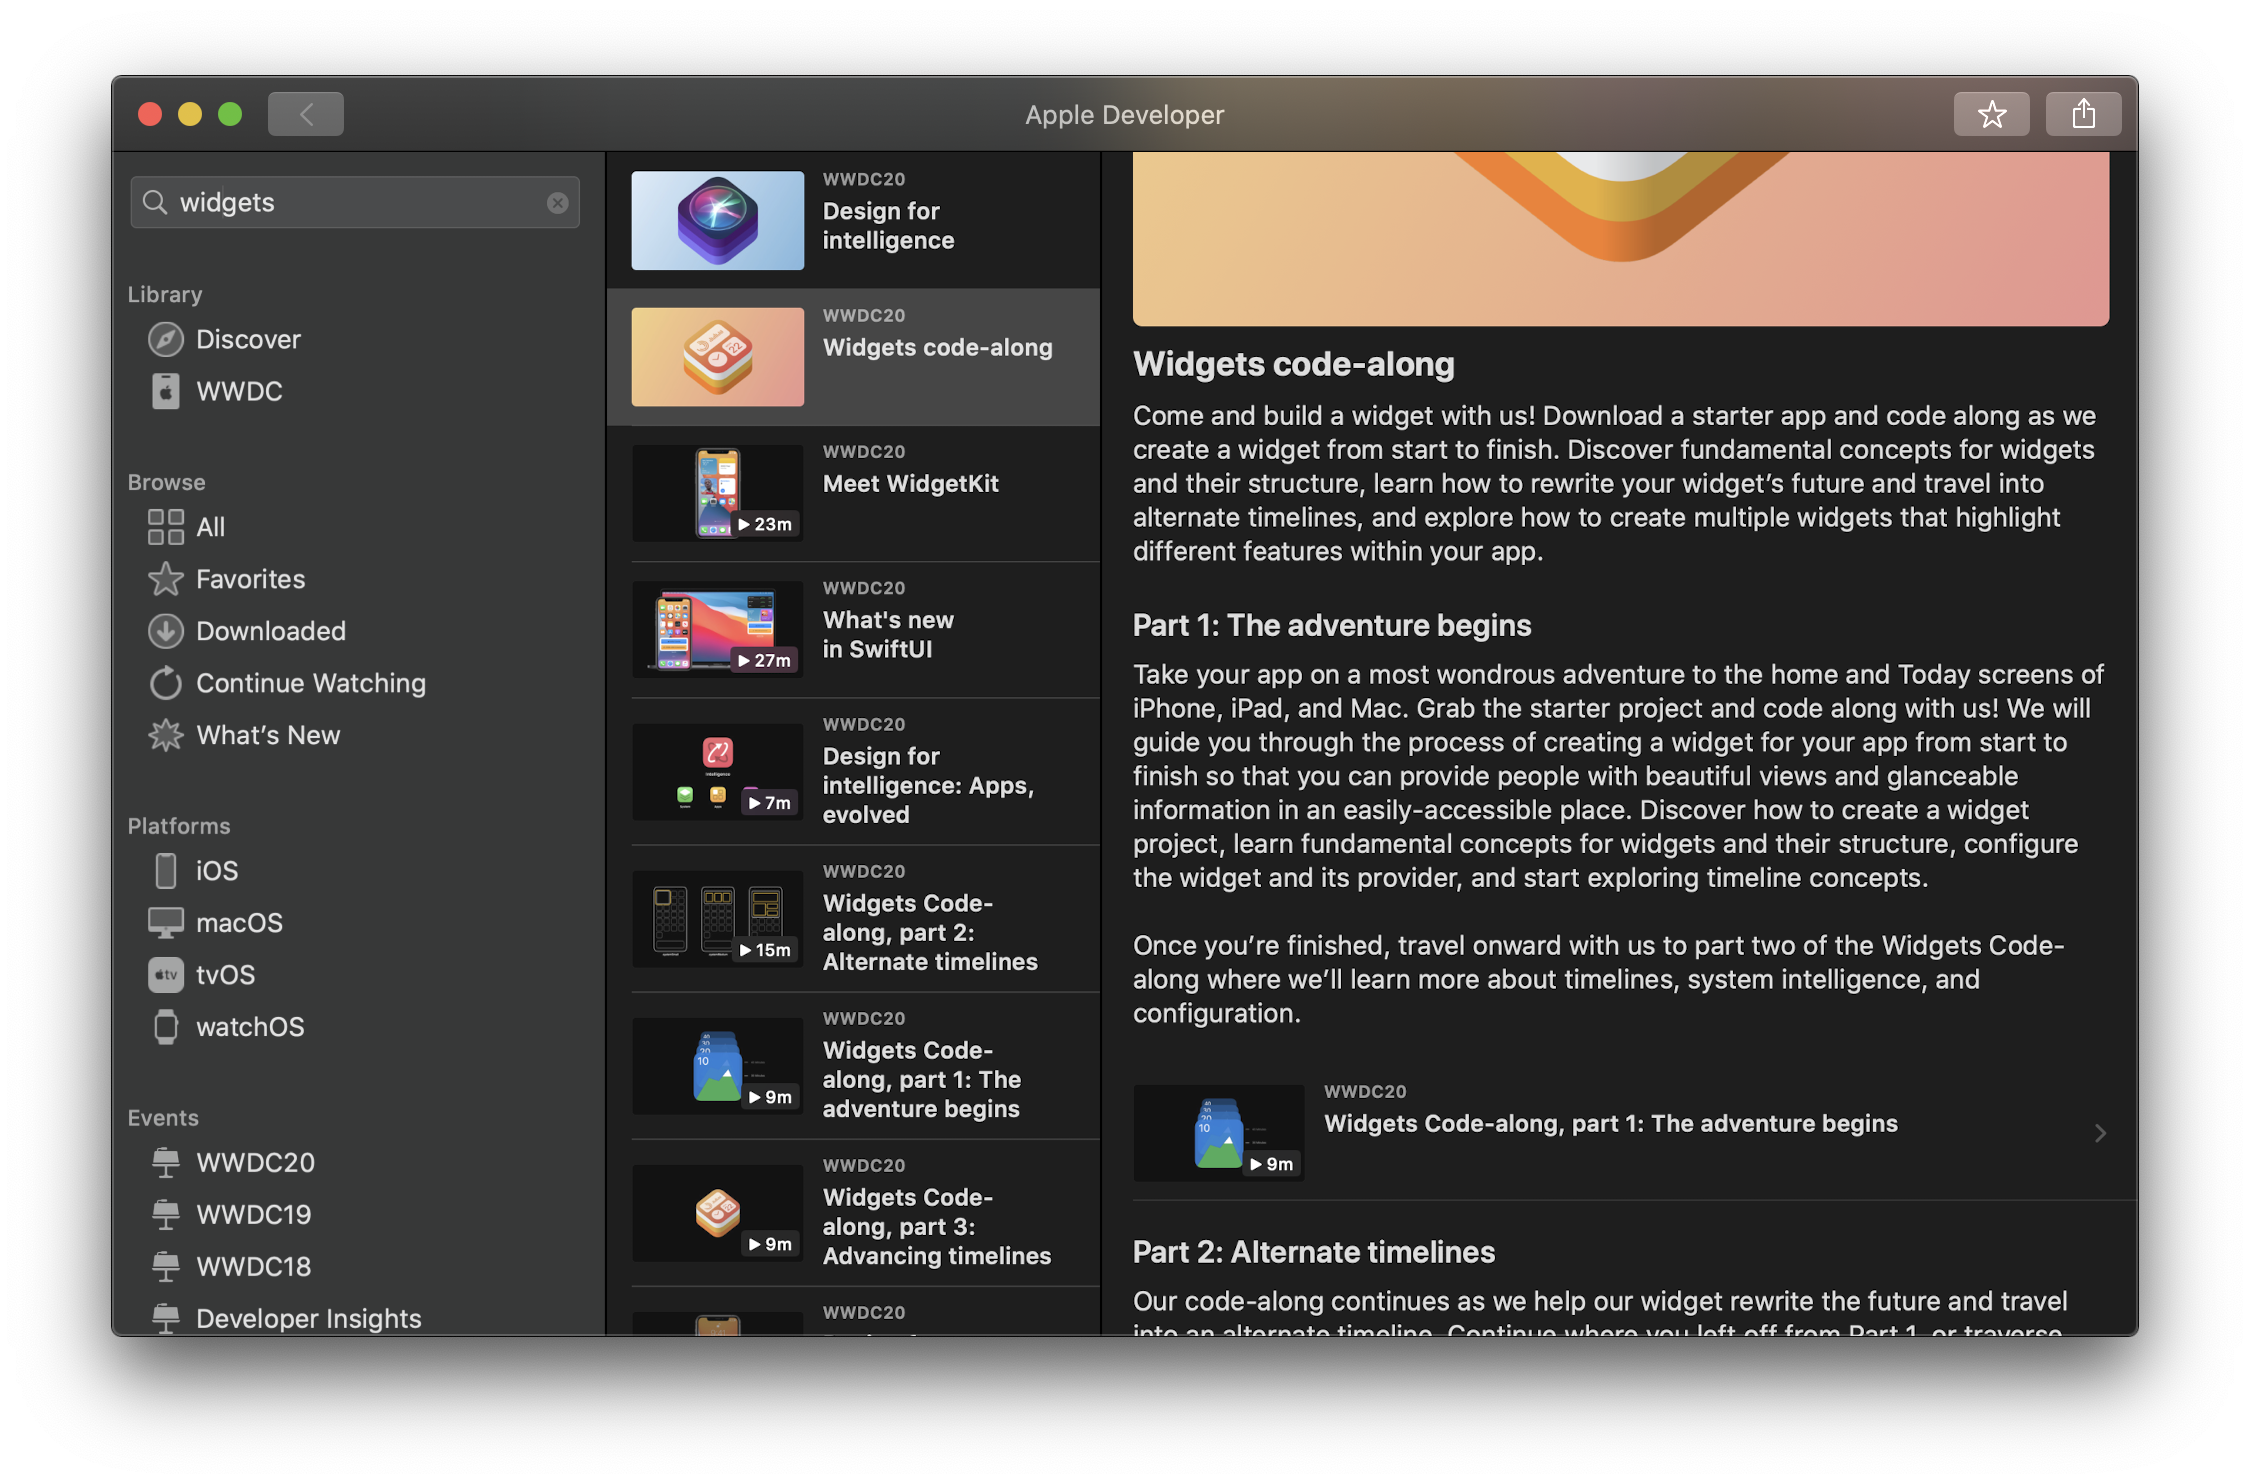 Apple Developer
widgets
Library
Discover
WWDC
Browse
All
Favorites
Downloaded
Continue Watching
What’s New
Platforms
iOS
macOS
tvOS
watchOS
Events
WWDC20
WWDC19
WWDC18
Developer Insights
WWDC20
Design for
intelligence
WWDC20
Widgets code-along
WWDC20
Meet WidgetKit
23m
WWDC20
What's new
in SwiftUI
27m
WWDC20
Design for
intelligence: Apps,
evolved
7m
WWDC20
Widgets Code-
along, part 2:
Alternate timelines
15m
WWDC20
Widgets Code-
along, part 1: The
adventure begins
9m
WWDC20
Widgets Code-
along, part 3:
Advancing timelines
9m
WWDC20
Widgets code-along
Come and build a widget with us! Download a starter app and code along as we
create a widget from start to finish. Discover fundamental concepts for widgets
and their structure, learn how to rewrite your widget’s future and travel into
alternate timelines, and explore how to create multiple widgets that highlight
different features within your app.
Part 1: The adventure begins
Take your app on a most wondrous adventure to the home and Today screens of
iPhone, iPad, and Mac. Grab the starter project and code along with us! We will
guide you through the process of creating a widget for your app from start to
finish so that you can provide people with beautiful views and glanceable
information in an easily-accessible place. Discover how to create a widget
project, learn fundamental concepts for widgets and their structure, configure
the widget and its provider, and start exploring timeline concepts.
Once you’re finished, travel onward with us to part two of the Widgets Code-
along where we’ll learn more about timelines, system intelligence, and
configuration.
WWDC20
Widgets Code-along, part 1: The adventure begins
9m
Part 2: Alternate timelines
Our code-along continues as we help our widget rewrite the future and travel
into an alternate timeline. Continue where you left off from Part 1, or traverse